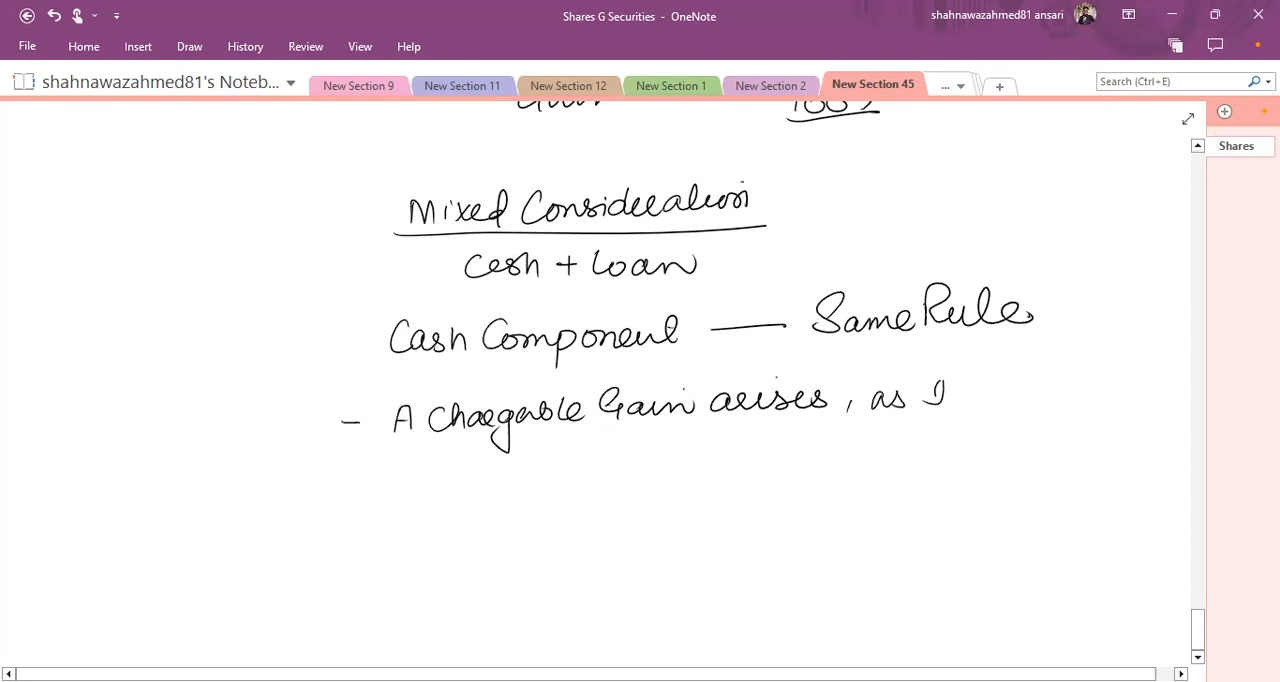 Shares G Securities - OneNote
shahnawazahmed81 ansari
File Home Insert Draw History Review View Help
shahnawazahmed81's Noteb...
New Section 9 New Section 11 New Section 12 New Section 1 New Section 2 New Section 45 ...
Search (Ctrl+E)
Shares
Mixed Consideration
Cash + Loan
Cash Component — Same Rule
- A Chargable Gain arises, as